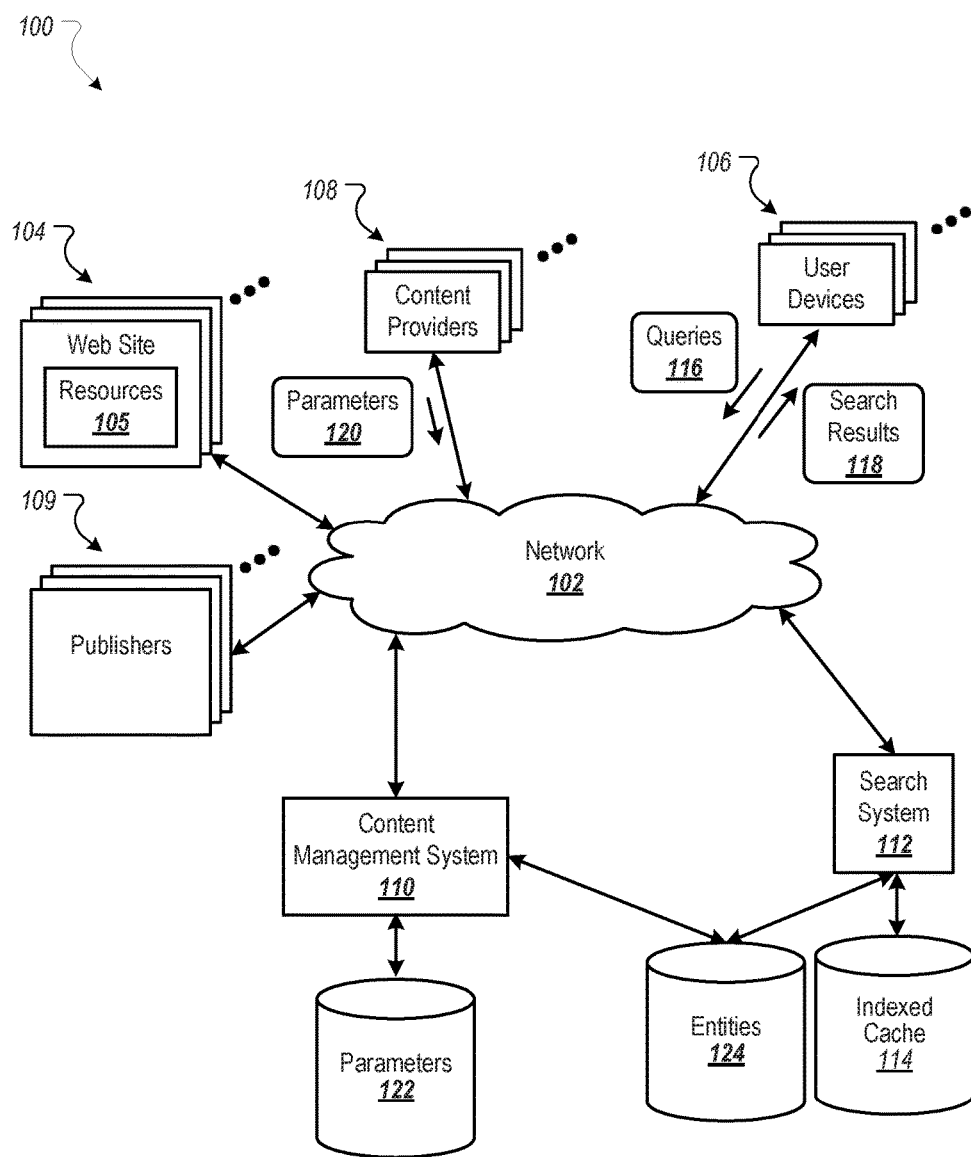 100
108
106
104
Content
Providers
User
Devices
Web Site
Resources
105
Queries
116
Parameters
120
Search
Results
118
109
Network
102
Publishers
Content
Management System
110
Search
System
112
Parameters
122
Entities
124
Indexed
Cache
114